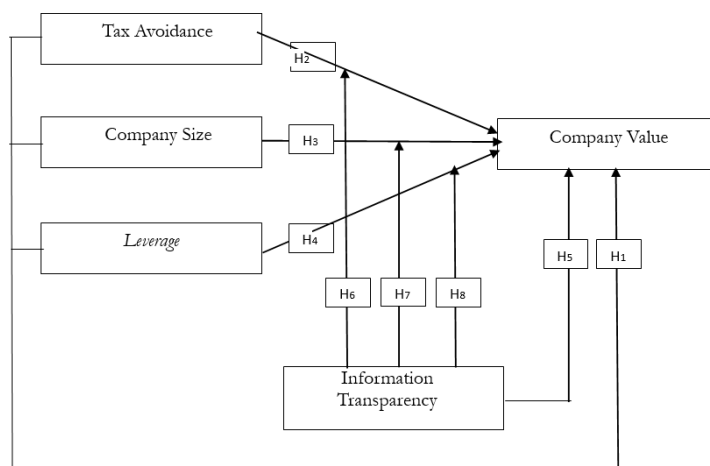 Tax Avoidance
H2
Company Size
H3
Company Value
Leverage
H4
H5
H1
H6
H7
H8
Information
Transparency